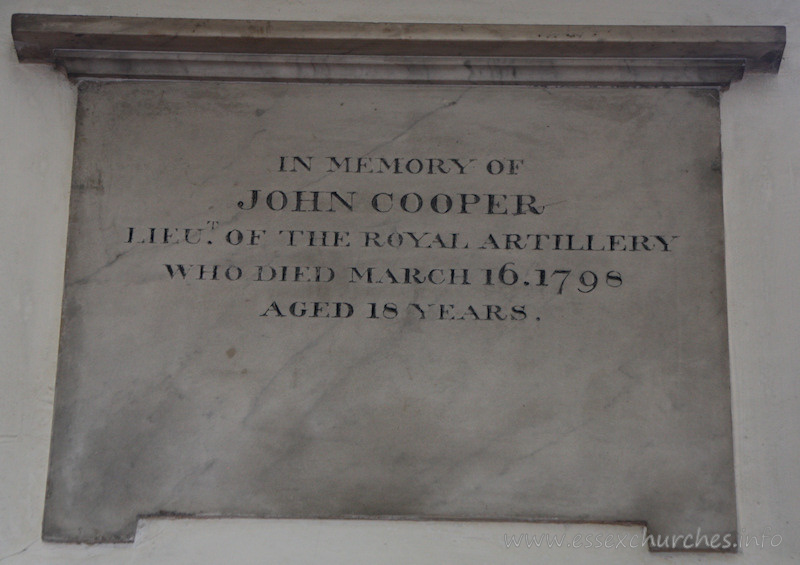 IN MEMORY OF
JOHN COOPER
LIEU.T OF THE ROYAL ARTILLERY
WHO DIED MARCH 16. 1798
AGED 18 YEARS.
www.essexchurches.info